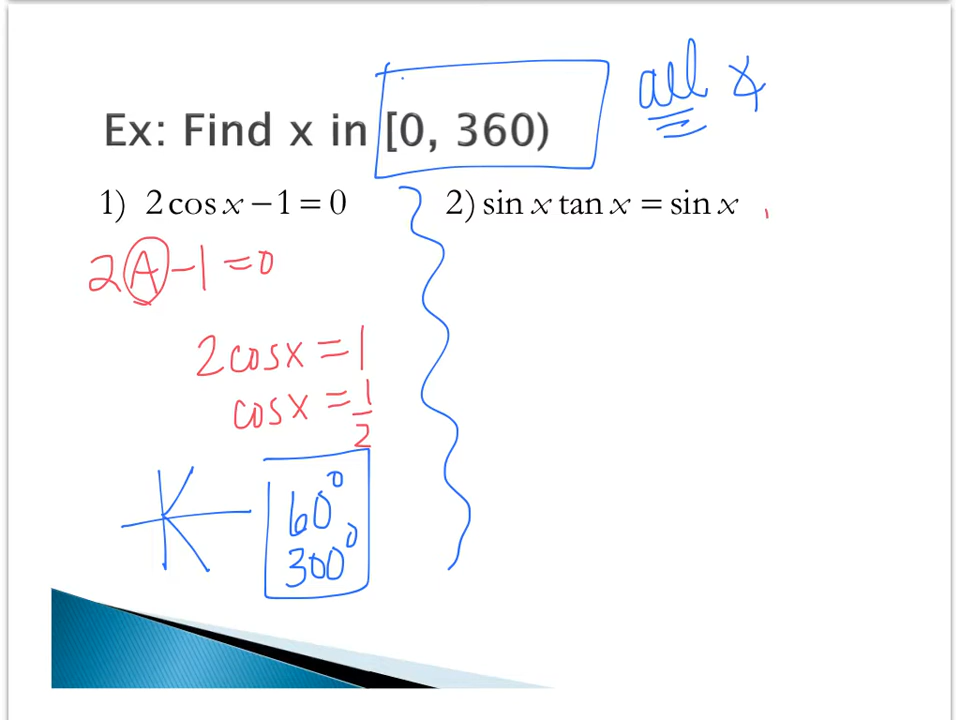 all x
Ex: Find x in [0, 360)
1) 2 cos x − 1 = 0
2A − 1 = 0
2cosx = 1
cosx = 1/2
60°
300°
2) sin x tan x = sin x